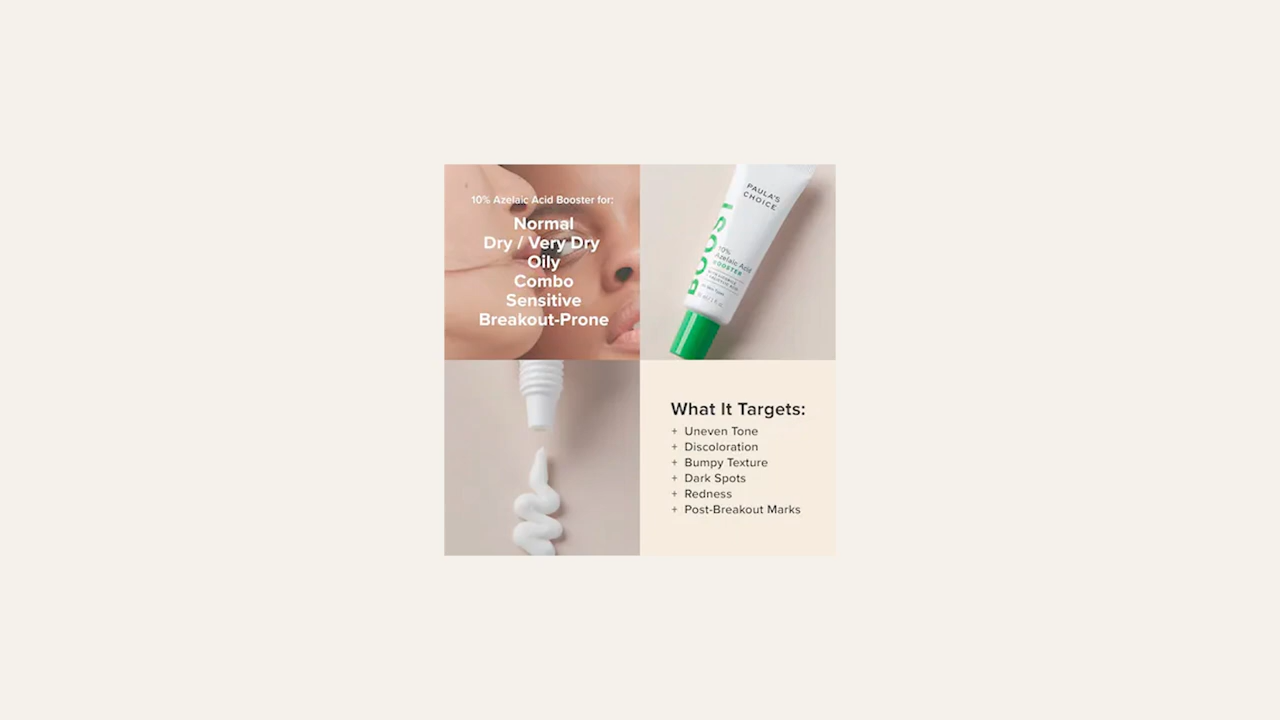 10% Azelaic Acid Booster for:
Normal
Dry / Very Dry
Oily
Combo
Sensitive
Breakout-Prone
PAULA'S
CHOICE
BOOST
10%
Azelaic Acid
BOOSTER
What It Targets:
+ Uneven Tone
+ Discoloration
+ Bumpy Texture
+ Dark Spots
+ Redness
+ Post-Breakout Marks